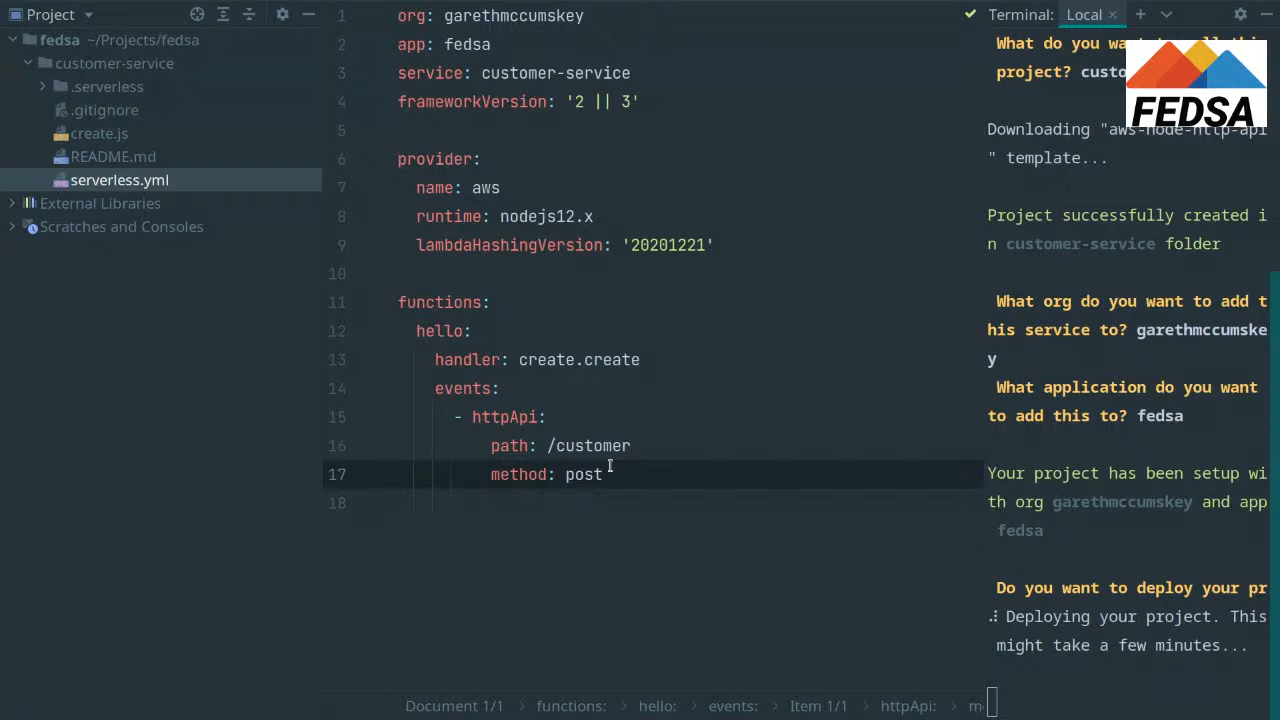 Project
fedsa ~/Projects/fedsa
customer-service
.serverless
.gitignore
create.js
README.md
serverless.yml
External Libraries
Scratches and Consoles
1 org: garethmccumskey
2 app: fedsa
3 service: customer-service
4 frameworkVersion: '2 || 3'
5
6 provider:
7 name: aws
8 runtime: nodejs12.x
9 lambdaHashingVersion: '20201221'
10
11 functions:
12 hello:
13 handler: create.create
14 events:
15 - httpApi:
16 path: /customer
17 method: post
18
Document 1/1 functions: hello: events: Item 1/1 httpApi: m
Terminal: Local
What do you wa
project? custo
FEDSA
Downloading "aws-node-http-api
" template...
Project successfully created i
n customer-service folder
What org do you want to add t
his service to? garethmccumske
y
What application do you want
to add this to? fedsa
Your project has been setup wi
th org garethmccumskey and app
fedsa
Do you want to deploy your pr
Deploying your project. This
might take a few minutes...